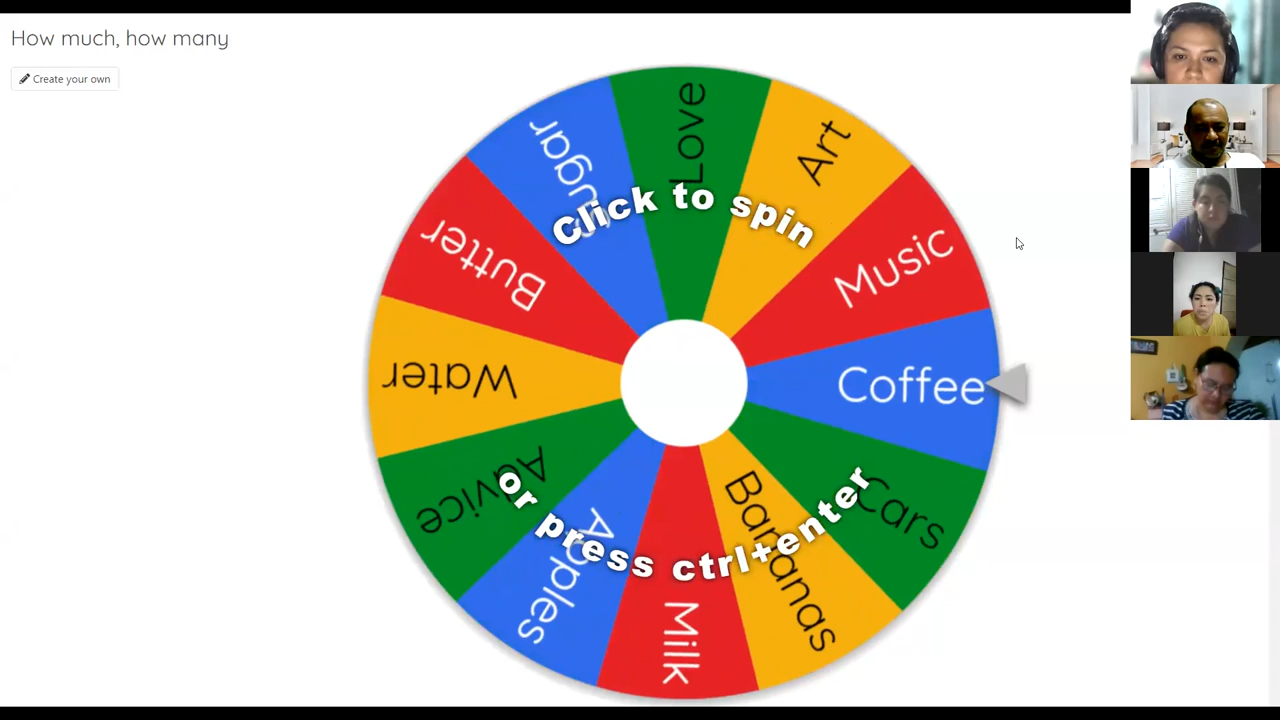 How much, how many
Create your own
Click to spin
or press ctrl+enter
Love
Art
Music
Coffee
Cars
Bananas
Milk
Apples
Advice
Water
Butter
Sugar